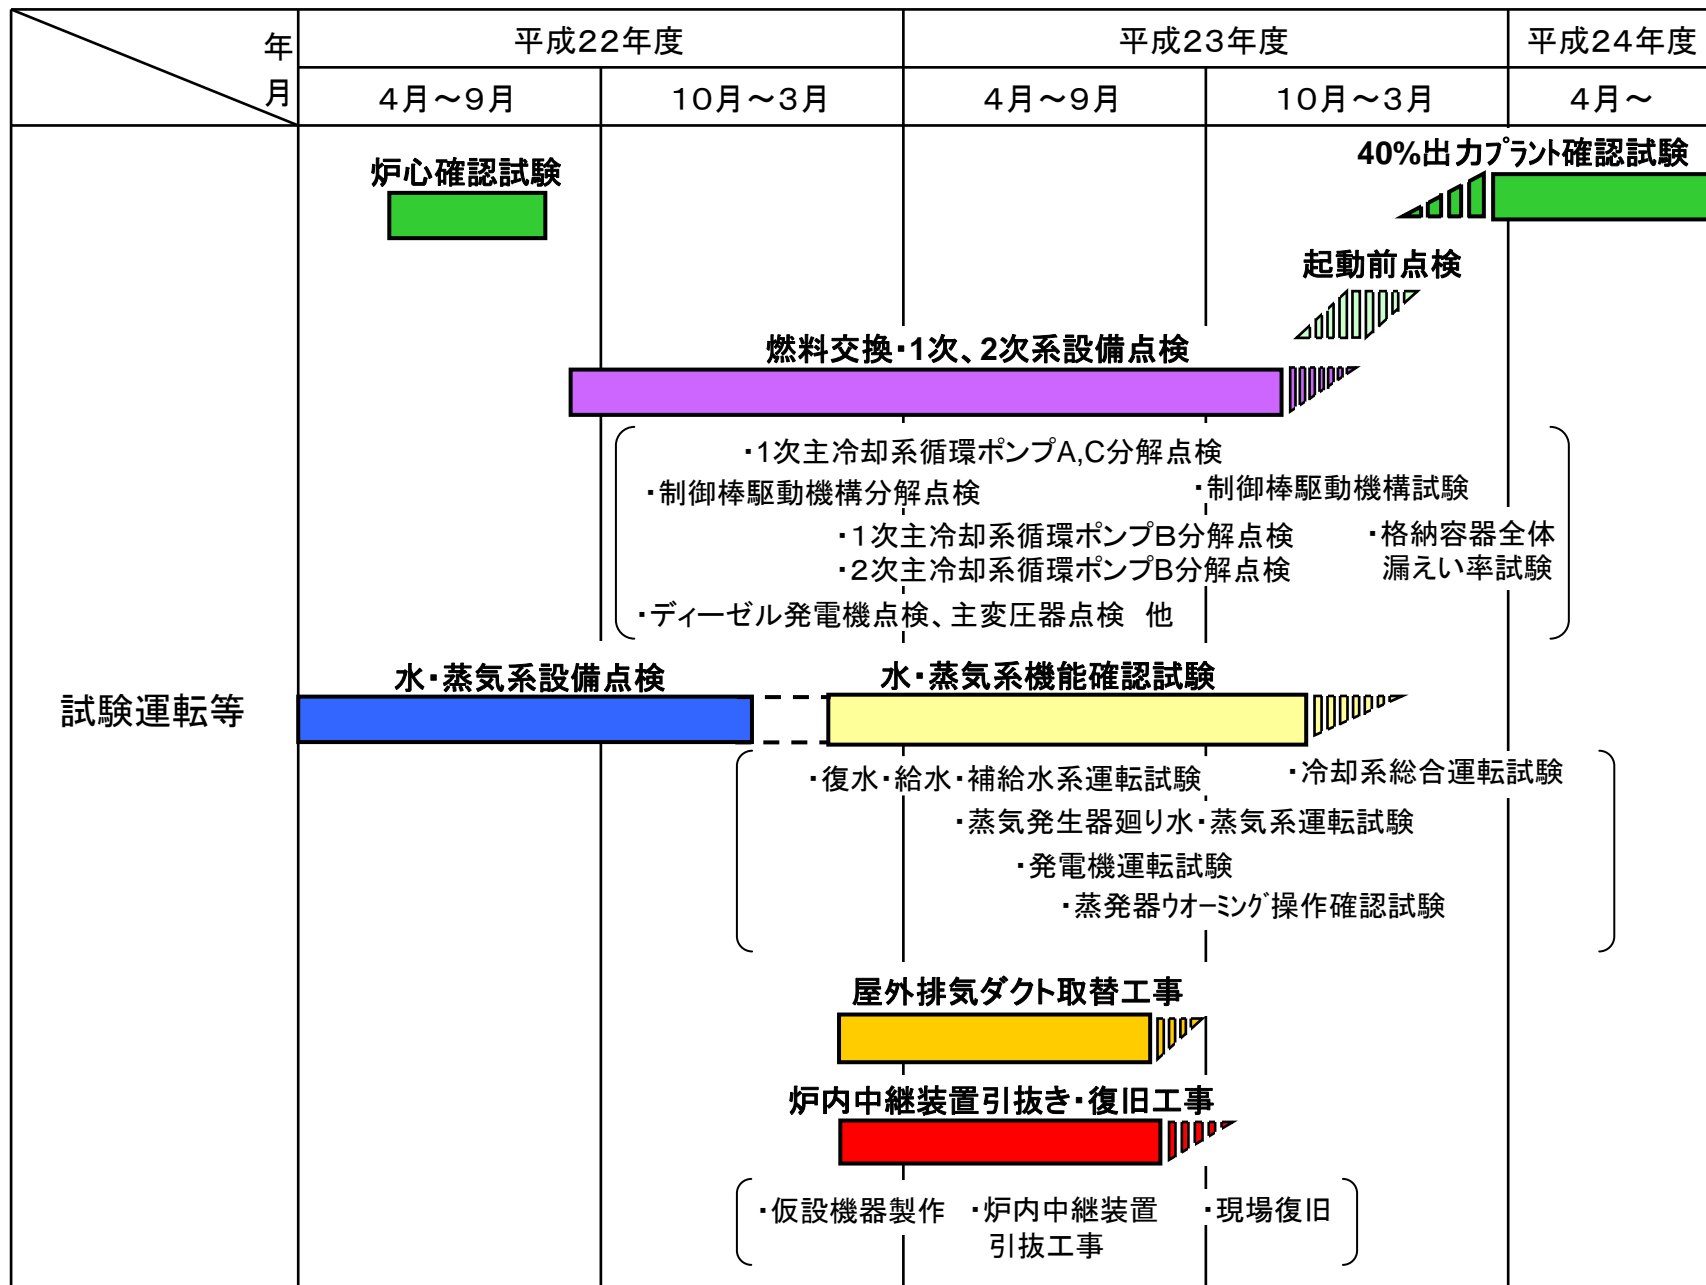 年
月
平成22年度
平成23年度
平成24年度
4月～9月
10月～3月
4月～9月
10月～3月
4月～
試験運転等
40%出力プラント確認試験
炉心確認試験
起動前点検
燃料交換・1次、2次系設備点検
・1次主冷却系循環ポンプA,C分解点検
・制御棒駆動機構分解点検
・制御棒駆動機構試験
・1次主冷却系循環ポンプB分解点検
・2次主冷却系循環ポンプB分解点検
・格納容器全体
漏えい率試験
・ディーゼル発電機点検、主変圧器点検 他
水・蒸気系設備点検
水・蒸気系機能確認試験
・復水・給水・補給水系運転試験
・冷却系総合運転試験
・蒸気発生器廻り水・蒸気系運転試験
・発電機運転試験
・蒸発器ウオーミング操作確認試験
屋外排気ダクト取替工事
炉内中継装置引抜き・復旧工事
・仮設機器製作
・炉内中継装置
引抜工事
・現場復旧